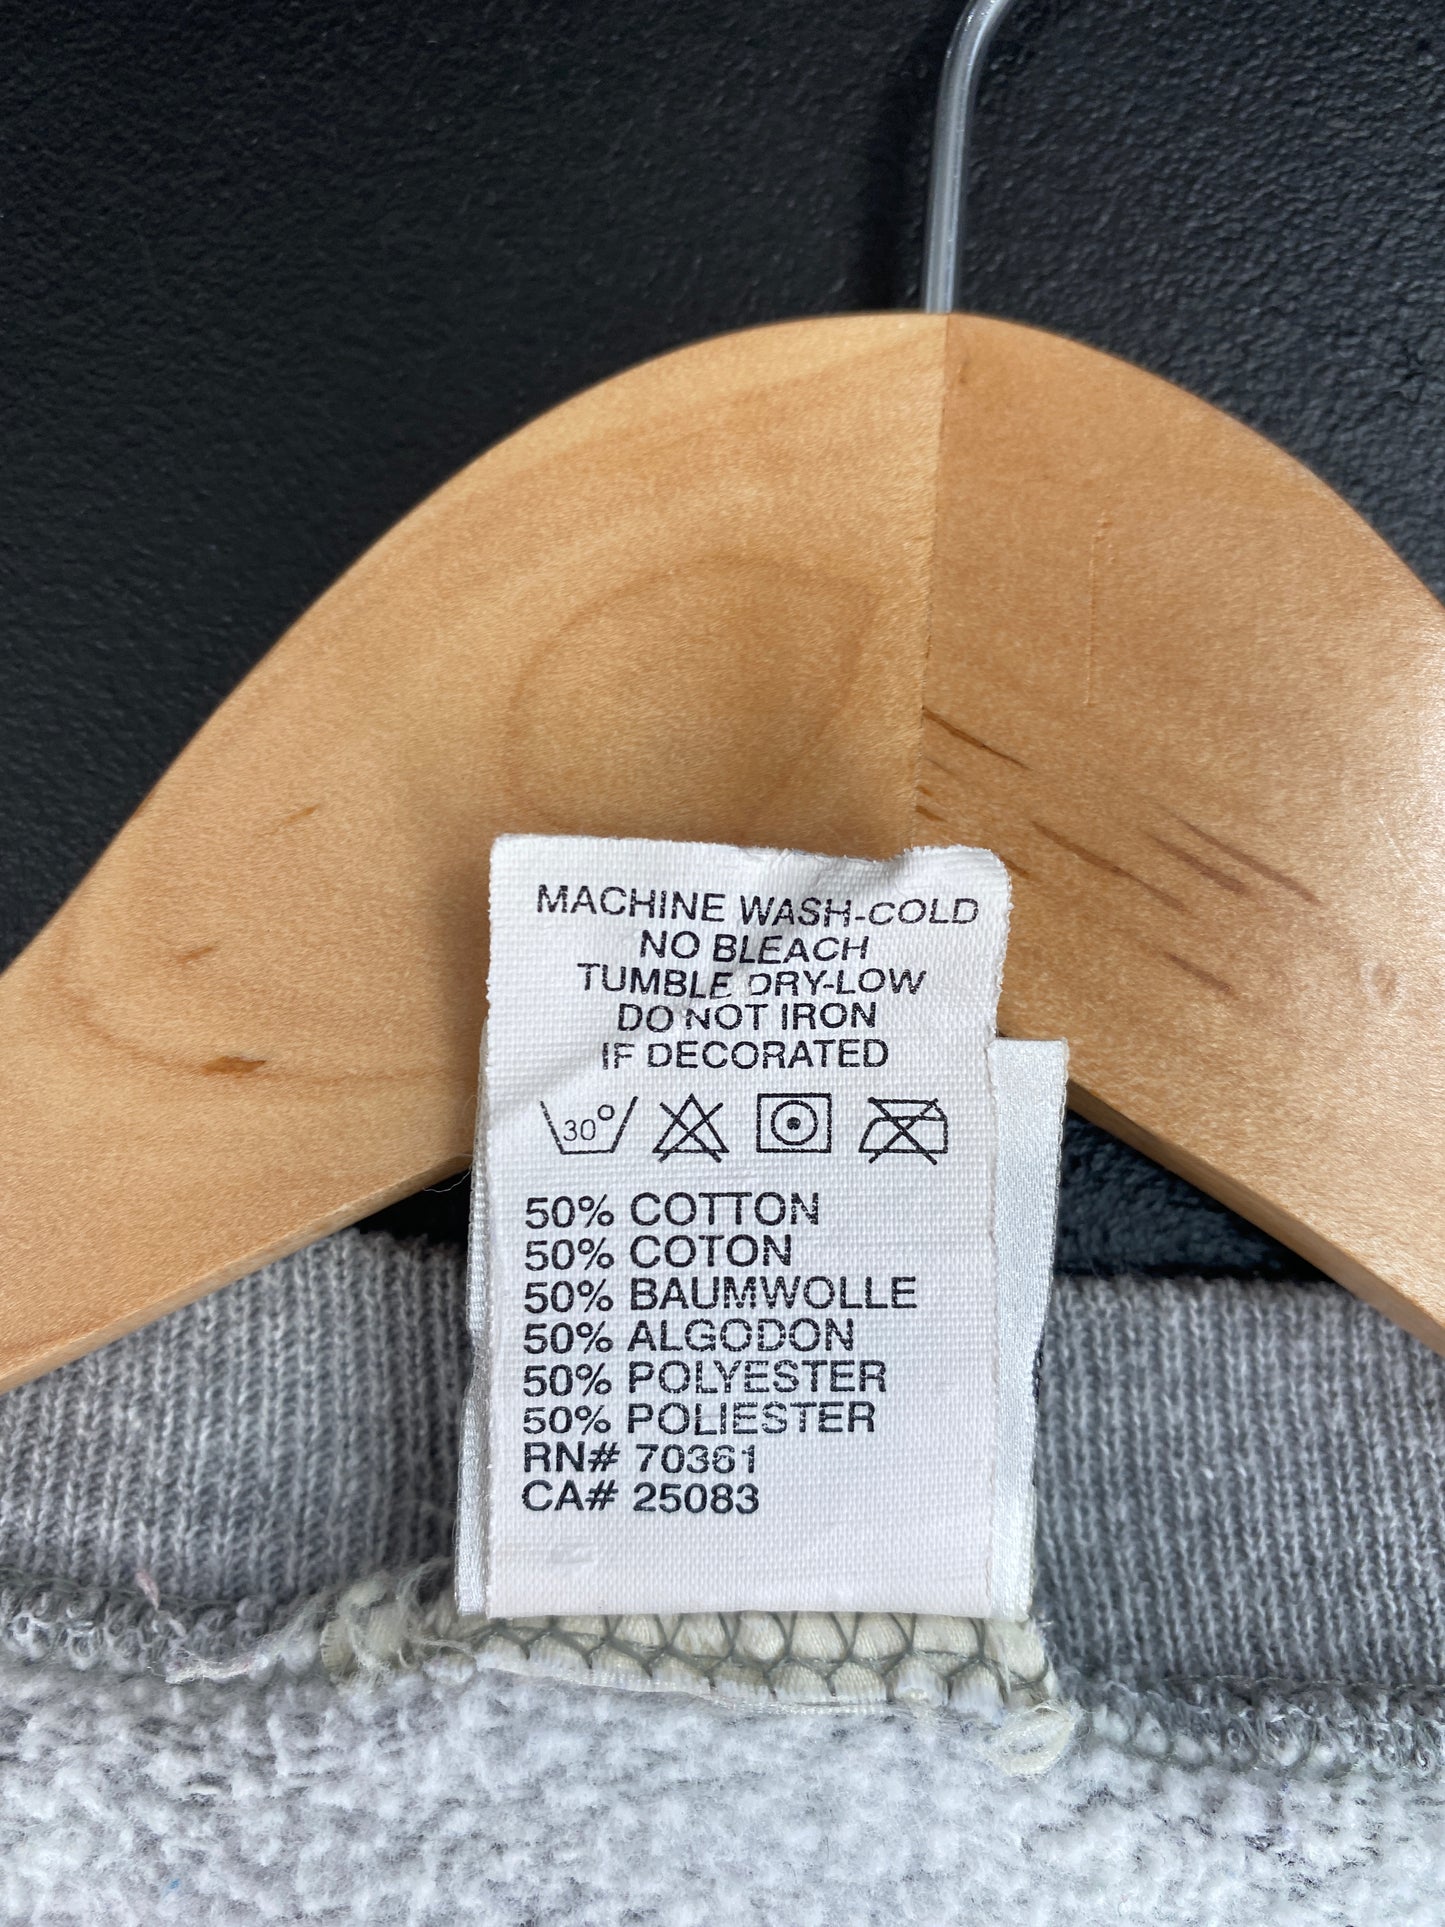 MACHINE WASH-COLD
NO BLEACH
TUMBLE DRY-LOW
DO NOT IRON
IF DECORATED
30°
50% COTTON
50% COTON
50% BAUMWOLLE
50% ALGODON
50% POLYESTER
50% POLIESTER
RN# 70361
CA# 25083